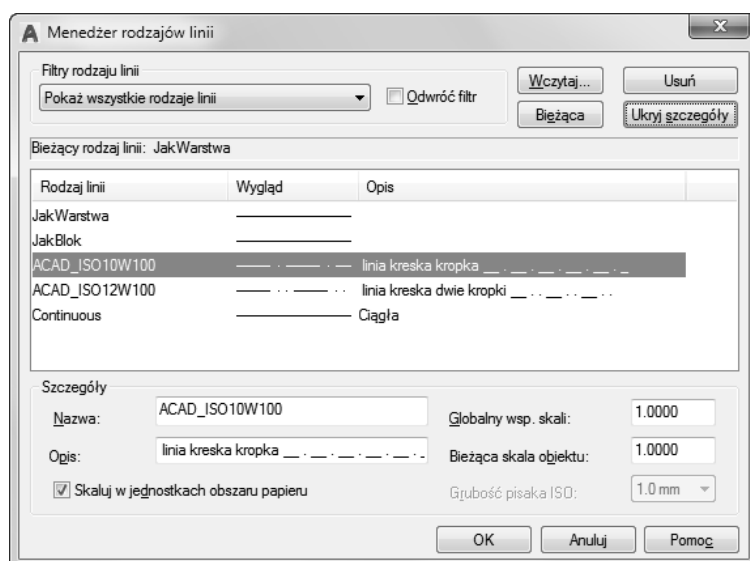 Menedżer rodzajów linii
Filtry rodzaju linii
Pokaż wszystkie rodzaje linii
Odwróć filtr
Wczytaj...
Usuń
Bieżąca
Ukryj szczegóły
Bieżący rodzaj linii: JakWarstwa
Rodzaj linii Wygląd Opis
JakWarstwa
JakBlok
ACAD_ISO10W100 linia kreska kropka __ . __ . __ . __ . __ . _
ACAD_ISO12W100 linia kreska dwie kropki __ . . __ . . __ . .
Continuous Ciągła
Szczegóły
Nazwa: ACAD_ISO10W100
Globalny wsp. skali: 1.0000
Opis: linia kreska kropka __ . __ . __ . __ . __ . _
Bieżąca skala obiektu: 1.0000
Skaluj w jednostkach obszaru papieru
Grubość pisaka ISO: 1.0 mm
OK Anuluj Pomoc